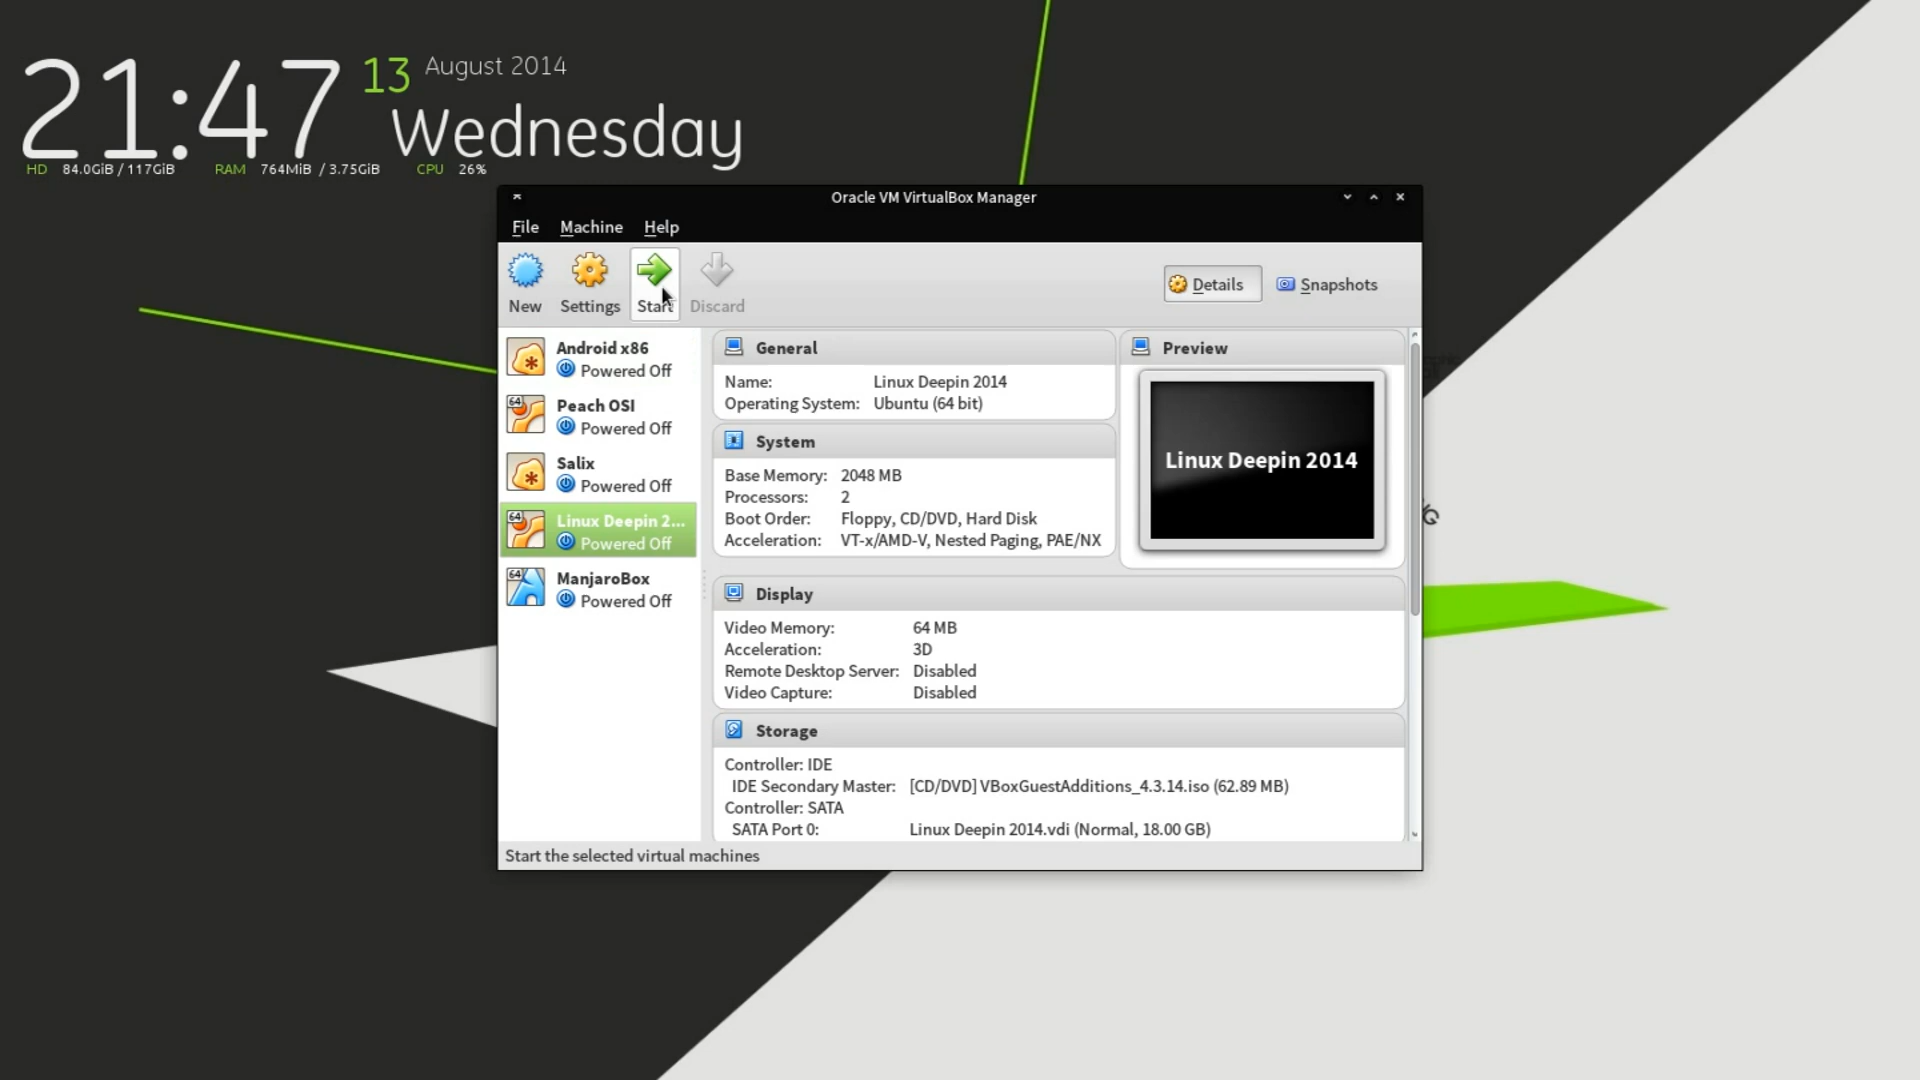 21:47 13 August 2014
Wednesday
HD 84.0GiB / 117GiB RAM 764MiB / 3.75GiB CPU 26%
Oracle VM VirtualBox Manager
File Machine Help
New Settings Start Discard
Details Snapshots
Android x86
Powered Off
Peach OSI
Powered Off
Salix
Powered Off
64
Linux Deepin 2...
Powered Off
64
ManjaroBox
Powered Off
64
General
Name: Linux Deepin 2014
Operating System: Ubuntu (64 bit)
System
Base Memory: 2048 MB
Processors: 2
Boot Order: Floppy, CD/DVD, Hard Disk
Acceleration: VT-x/AMD-V, Nested Paging, PAE/NX
Preview
Linux Deepin 2014
Display
Video Memory: 64 MB
Acceleration: 3D
Remote Desktop Server: Disabled
Video Capture: Disabled
Storage
Controller: IDE
IDE Secondary Master: [CD/DVD] VBoxGuestAdditions_4.3.14.iso (62.89 MB)
Controller: SATA
SATA Port 0: Linux Deepin 2014.vdi (Normal, 18.00 GB)
Start the selected virtual machines